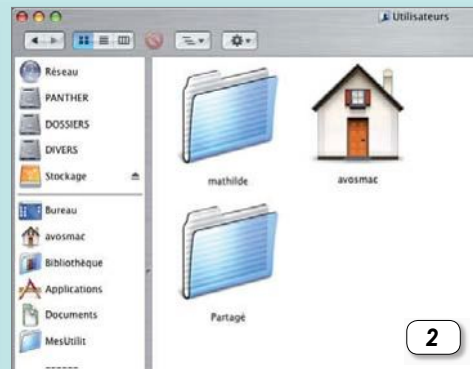 Utilisateurs
Réseau
PANTHER
DOSSIERS
DIVERS
Stockage
Bureau
avosmac
Bibliothèque
Applications
Documents
MesUtilit
mathilde
avosmac
Partagé
2